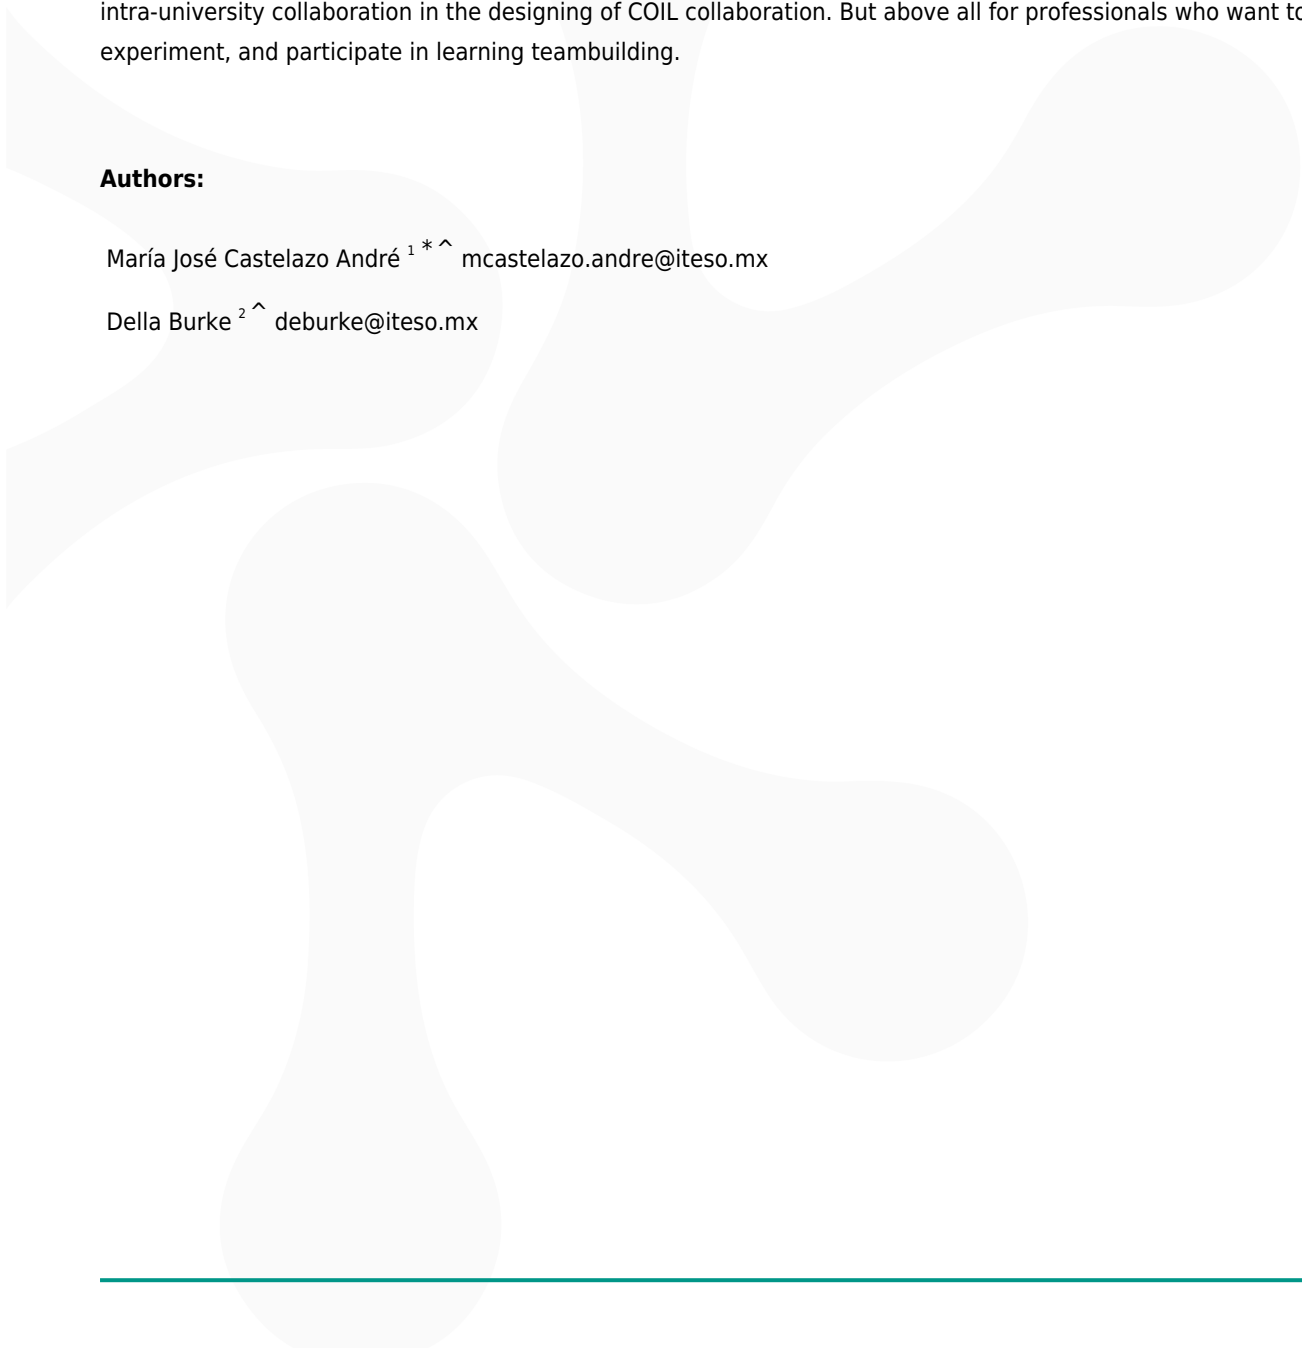 intra-university collaboration in the designing of COIL collaboration. But above all for professionals who want to
experiment, and participate in learning teambuilding.
Authors:
María José Castelazo André 1 * ^ mcastelazo.andre@iteso.mx
Della Burke 2 ^ deburke@iteso.mx